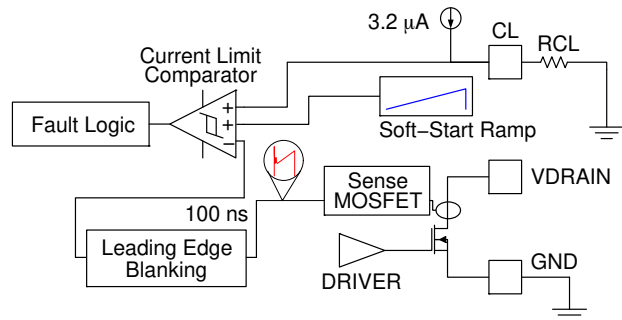 3.2 μA
CL
RCL
Current Limit
Comparator
+
+
−
Fault Logic
Soft−Start Ramp
Sense
MOSFET
VDRAIN
100 ns
Leading Edge
Blanking
DRIVER
GND